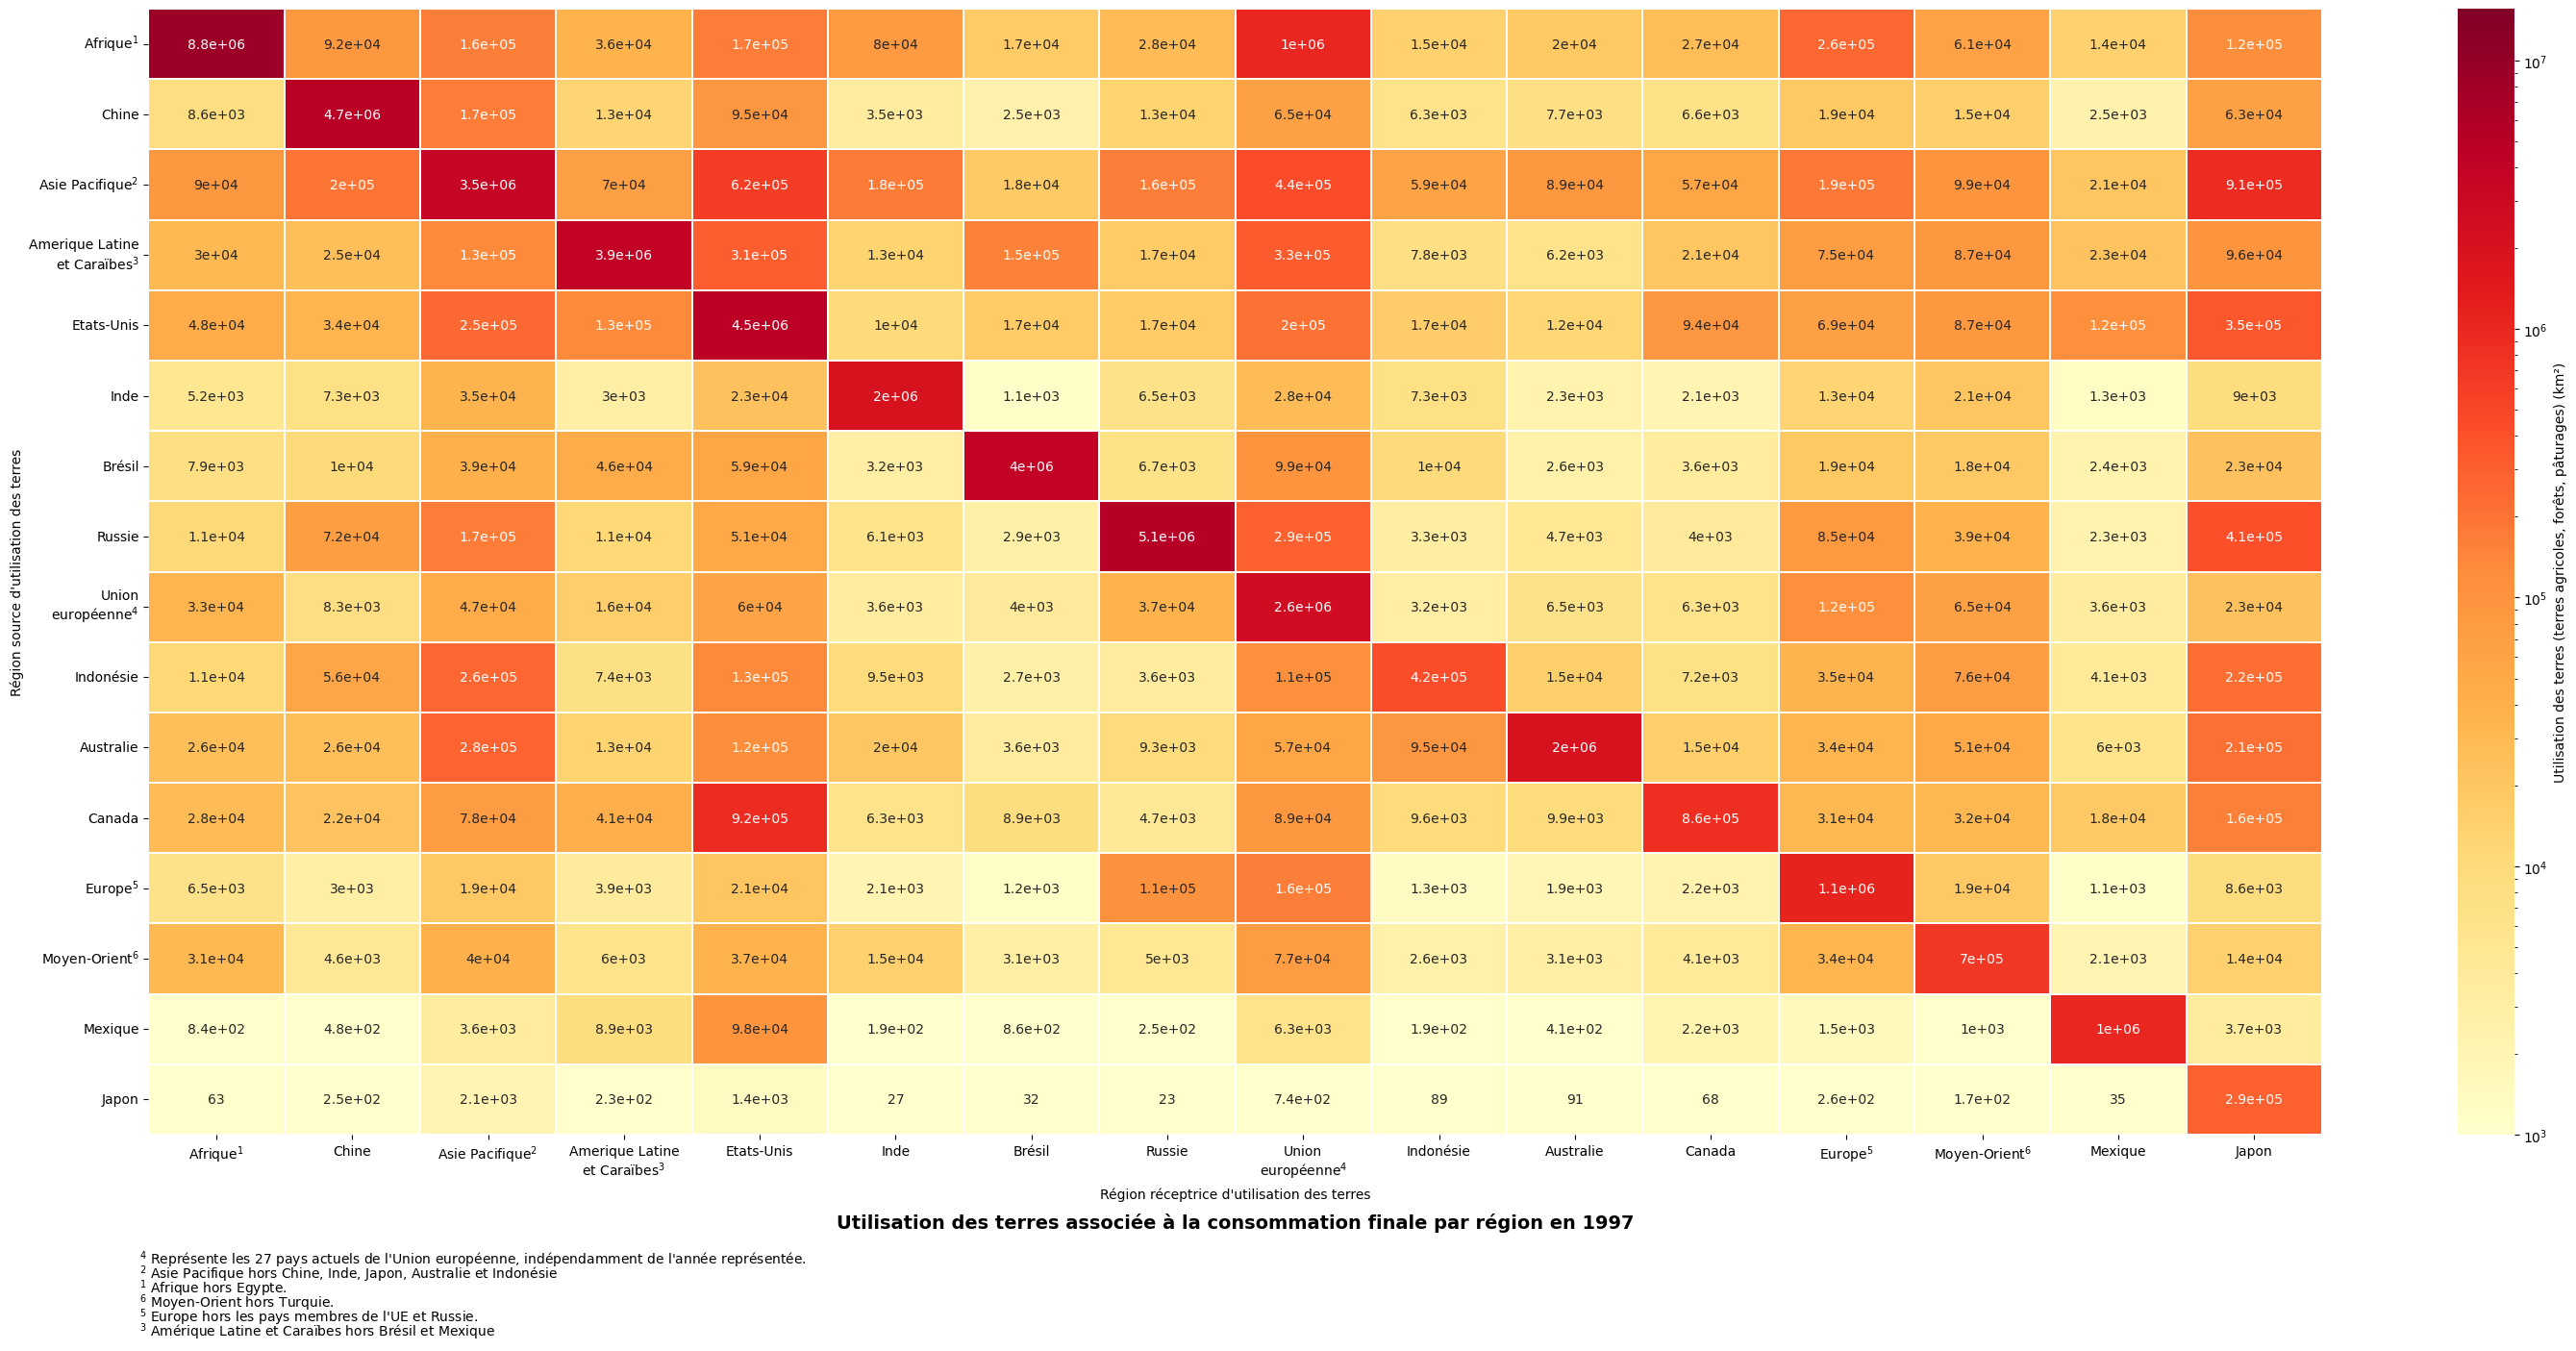 Afrique¹ 8.8e+06 9.2e+04 1.6e+05 3.6e+04 1.7e+05 8e+04 1.7e+04 2.8e+04 1e+06 1.5e+04 2e+04 2.7e+04 2.6e+05 6.1e+04 1.4e+04 1.2e+05
Chine 8.6e+03 4.7e+06 1.7e+05 1.3e+04 9.5e+04 3.5e+03 2.5e+03 1.3e+04 6.5e+04 6.3e+03 7.7e+03 6.6e+03 1.9e+04 1.5e+04 2.5e+03 6.3e+04
Asie Pacifique² 9e+04 2e+05 3.5e+06 7e+04 6.2e+05 1.8e+05 1.8e+04 1.6e+05 4.4e+05 5.9e+04 8.9e+04 5.7e+04 1.9e+05 9.9e+04 2.1e+04 9.1e+05
Amerique Latine
et Caraïbes³ 3e+04 2.5e+04 1.3e+05 3.9e+06 3.1e+05 1.3e+04 1.5e+05 1.7e+04 3.3e+05 7.8e+03 6.2e+03 2.1e+04 7.5e+04 8.7e+04 2.3e+04 9.6e+04
Etats-Unis 4.8e+04 3.4e+04 2.5e+05 1.3e+05 4.5e+06 1e+04 1.7e+04 1.7e+04 2e+05 1.7e+04 1.2e+04 9.4e+04 6.9e+04 8.7e+04 1.2e+05 3.5e+05
Inde 5.2e+03 7.3e+03 3.5e+04 3e+03 2.3e+04 2e+06 1.1e+03 6.5e+03 2.8e+04 7.3e+03 2.3e+03 2.1e+03 1.3e+04 2.1e+04 1.3e+03 9e+03
Brésil 7.9e+03 1e+04 3.9e+04 4.6e+04 5.9e+04 3.2e+03 4e+06 6.7e+03 9.9e+04 1e+04 2.6e+03 3.6e+03 1.9e+04 1.8e+04 2.4e+03 2.3e+04
Russie 1.1e+04 7.2e+04 1.7e+05 1.1e+04 5.1e+04 6.1e+03 2.9e+03 5.1e+06 2.9e+05 3.3e+03 4.7e+03 4e+03 8.5e+04 3.9e+04 2.3e+03 4.1e+05
Union
européenne⁴ 3.3e+04 8.3e+03 4.7e+04 1.6e+04 6e+04 3.6e+03 4e+03 3.7e+04 2.6e+06 3.2e+03 6.5e+03 6.3e+03 1.2e+05 6.5e+04 3.6e+03 2.3e+04
Indonésie 1.1e+04 5.6e+04 2.6e+05 7.4e+03 1.3e+05 9.5e+03 2.7e+03 3.6e+03 1.1e+05 4.2e+05 1.5e+04 7.2e+03 3.5e+04 7.6e+04 4.1e+03 2.2e+05
Australie 2.6e+04 2.6e+04 2.8e+05 1.3e+04 1.2e+05 2e+04 3.6e+03 9.3e+03 5.7e+04 9.5e+04 2e+06 1.5e+04 3.4e+04 5.1e+04 6e+03 2.1e+05
Canada 2.8e+04 2.2e+04 7.8e+04 4.1e+04 9.2e+05 6.3e+03 8.9e+03 4.7e+03 8.9e+04 9.6e+03 9.9e+03 8.6e+05 3.1e+04 3.2e+04 1.8e+04 1.6e+05
Europe⁵ 6.5e+03 3e+03 1.9e+04 3.9e+03 2.1e+04 2.1e+03 1.2e+03 1.1e+05 1.6e+05 1.3e+03 1.9e+03 2.2e+03 1.1e+06 1.9e+04 1.1e+03 8.6e+03
Moyen-Orient⁶ 3.1e+04 4.6e+03 4e+04 6e+03 3.7e+04 1.5e+04 3.1e+03 5e+03 7.7e+04 2.6e+03 3.1e+03 4.1e+03 3.4e+04 7e+05 2.1e+03 1.4e+04
Mexique 8.4e+02 4.8e+02 3.6e+03 8.9e+03 9.8e+04 1.9e+02 8.6e+02 2.5e+02 6.3e+03 1.9e+02 4.1e+02 2.2e+03 1.5e+03 1e+03 1e+06 3.7e+03
Japon 63 2.5e+02 2.1e+03 2.3e+02 1.4e+03 27 32 23 7.4e+02 89 91 68 2.6e+02 1.7e+02 35 2.9e+05
Afrique¹ Chine Asie Pacifique² Amerique Latine Etats-Unis Inde Brésil Russie Union Indonésie Australie Canada Europe⁵ Moyen-Orient⁶ Mexique Japon
et Caraïbes³ européenne⁴
Région source d'utilisation des terres
Région réceptrice d'utilisation des terres
10⁷
10⁶
10⁵
10⁴
10³
Utilisation des terres (terres agricoles, forêts, pâturages) (km²)
Utilisation des terres associée à la consommation finale par région en 1997
⁴ Représente les 27 pays actuels de l'Union européenne, indépendamment de l'année représentée.
² Asie Pacifique hors Chine, Inde, Japon, Australie et Indonésie
¹ Afrique hors Egypte.
⁶ Moyen-Orient hors Turquie.
⁵ Europe hors les pays membres de l'UE et Russie.
³ Amérique Latine et Caraïbes hors Brésil et Mexique